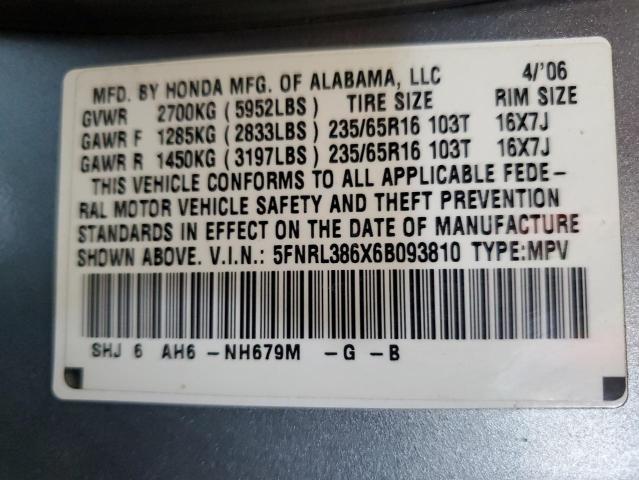 MFD. BY HONDA MFG. OF ALABAMA, LLC 4/'06
GVWR 2700KG (5952LBS) TIRE SIZE RIM SIZE
GAWR F 1285KG (2833LBS) 235/65R16 103T 16X7J
GAWR R 1450KG (3197LBS) 235/65R16 103T 16X7J
THIS VEHICLE CONFORMS TO ALL APPLICABLE FEDE-
RAL MOTOR VEHICLE SAFETY AND THEFT PREVENTION
STANDARDS IN EFFECT ON THE DATE OF MANUFACTURE
SHOWN ABOVE. V.I.N.: 5FNRL386X6B093810 TYPE:MPV
SHJ 6 AH6 -NH679M -G -B